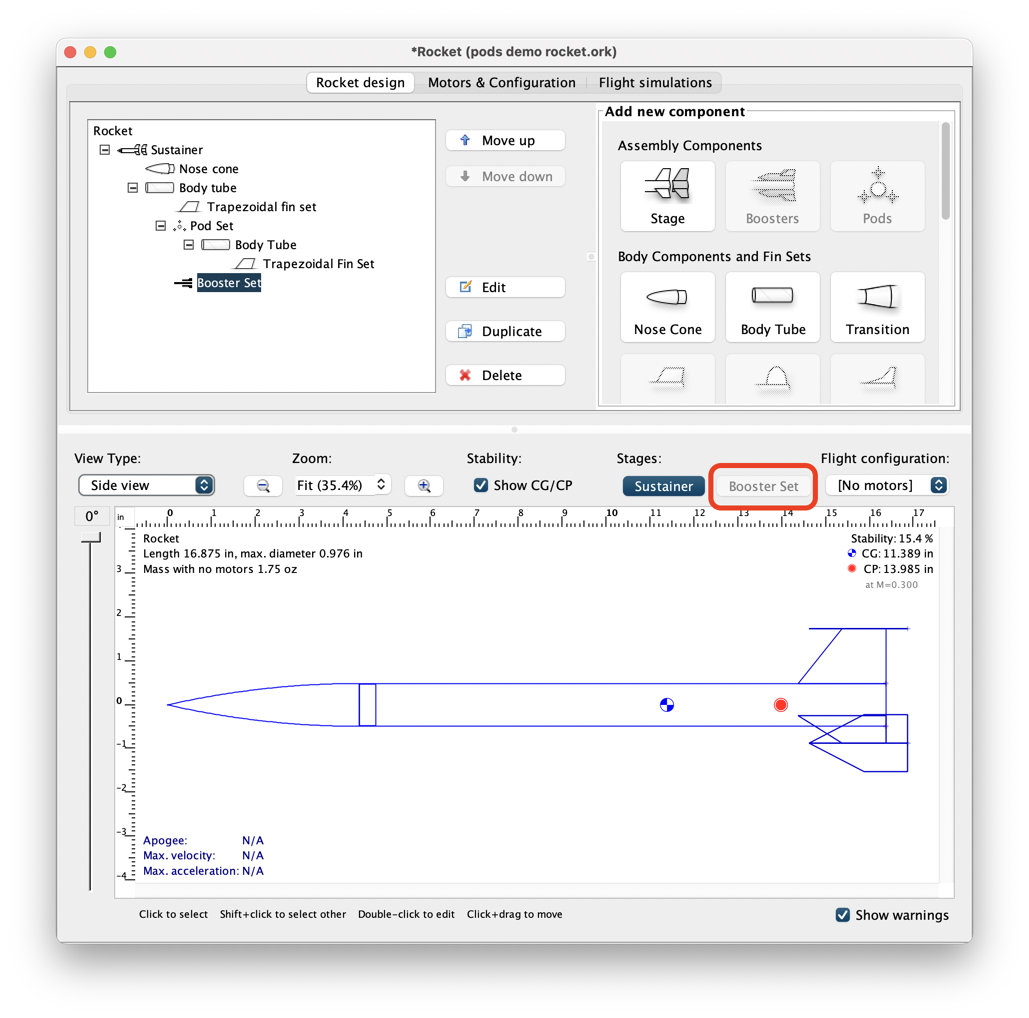 *Rocket (pods demo rocket.ork)
Rocket design Motors & Configuration Flight simulations
Rocket
Sustainer
Nose cone
Body tube
Trapezoidal fin set
Pod Set
Body Tube
Trapezoidal Fin Set
Booster Set
Move up
Move down
Edit
Duplicate
Delete
Add new component
Assembly Components
Stage Boosters Pods
Body Components and Fin Sets
Nose Cone Body Tube Transition
View Type: Zoom: Stability: Stages: Flight configuration:
Side view Fit (35.4%) Show CG/CP Sustainer Booster Set [No motors]
0° in 0 1 2 3 4 5 6 7 8 9 10 11 12 13 14 15 16 17
Rocket
Length 16.875 in, max. diameter 0.976 in
Mass with no motors 1.75 oz
Stability: 15.4 %
CG: 11.389 in
CP: 13.985 in
at M=0.300
3
2
1
0
-1
-2
-3
-4
Apogee: N/A
Max. velocity: N/A
Max. acceleration: N/A
Click to select Shift+click to select other Double-click to edit Click+drag to move
Show warnings